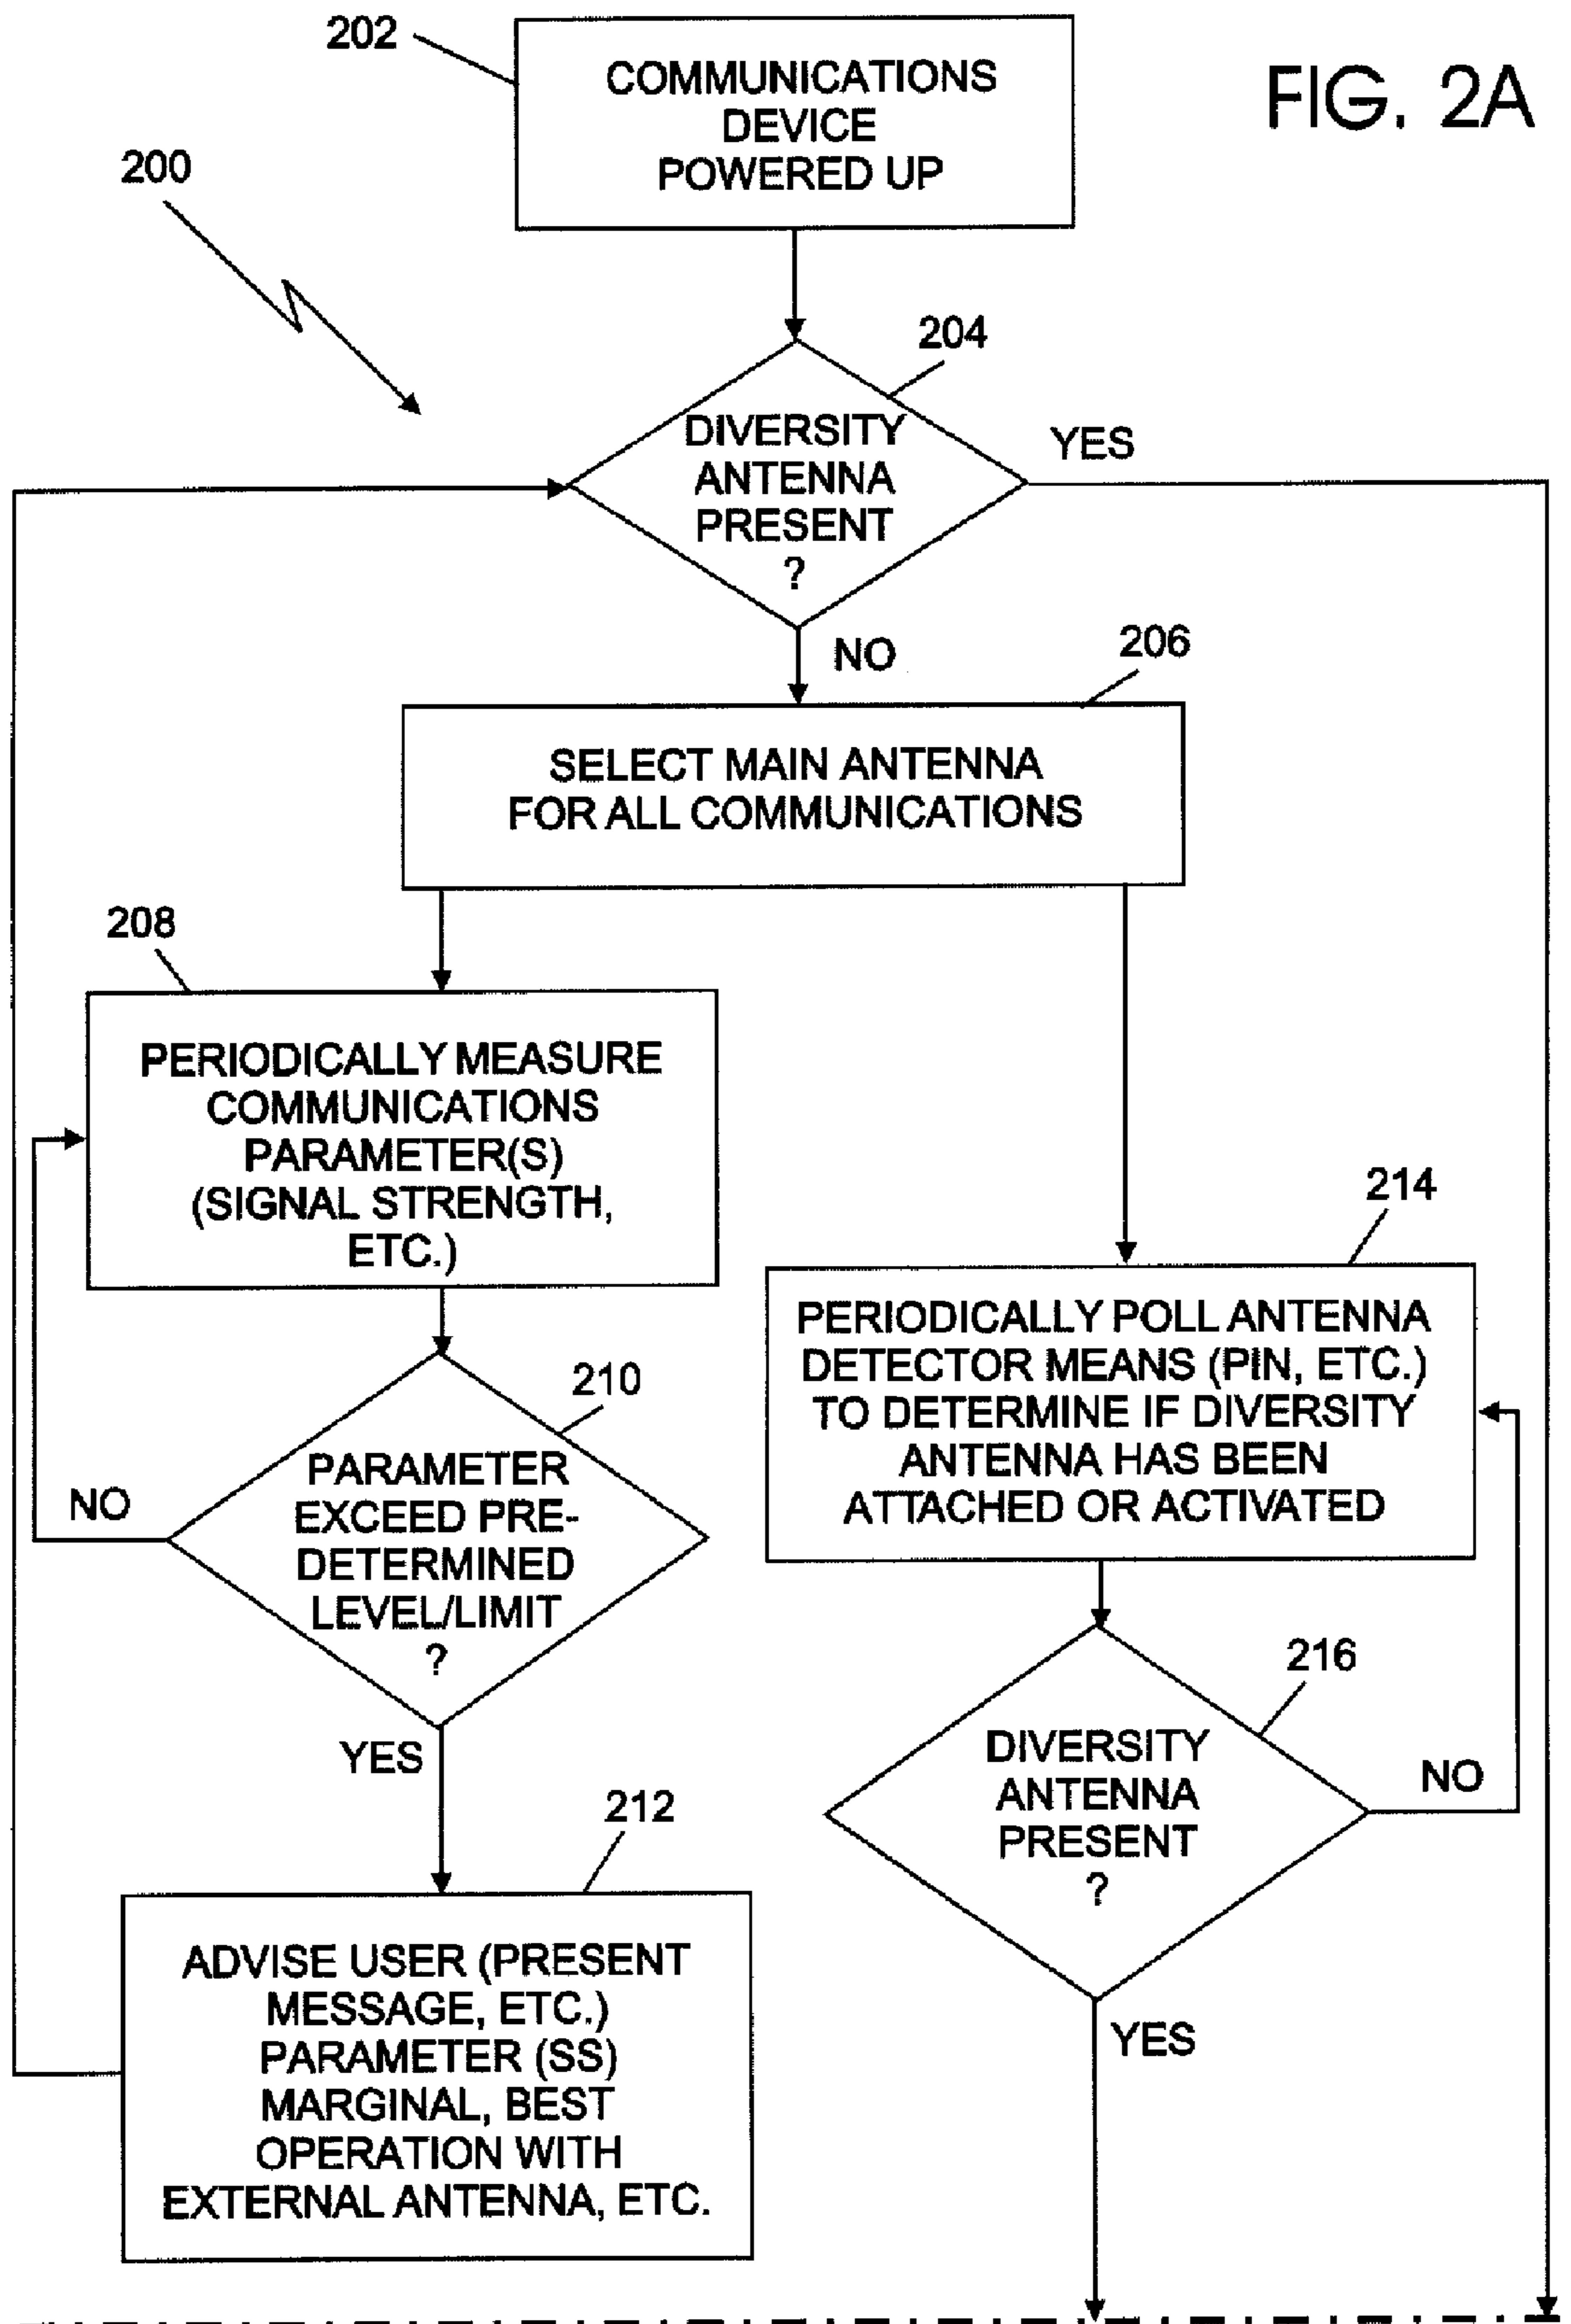 202
COMMUNICATIONS
DEVICE
POWERED UP
FIG. 2A
200
204
DIVERSITY
ANTENNA
PRESENT
?
YES
NO
206
SELECT MAIN ANTENNA
FOR ALL COMMUNICATIONS
208
PERIODICALLY MEASURE
COMMUNICATIONS
PARAMETER(S)
(SIGNAL STRENGTH,
ETC.)
214
PERIODICALLY POLL ANTENNA
DETECTOR MEANS (PIN, ETC.)
TO DETERMINE IF DIVERSITY
ANTENNA HAS BEEN
ATTACHED OR ACTIVATED
210
PARAMETER
EXCEED PRE-
DETERMINED
LEVEL/LIMIT
?
NO
YES
216
DIVERSITY
ANTENNA
PRESENT
?
NO
YES
212
ADVISE USER (PRESENT
MESSAGE, ETC.)
PARAMETER (SS)
MARGINAL, BEST
OPERATION WITH
EXTERNAL ANTENNA, ETC.